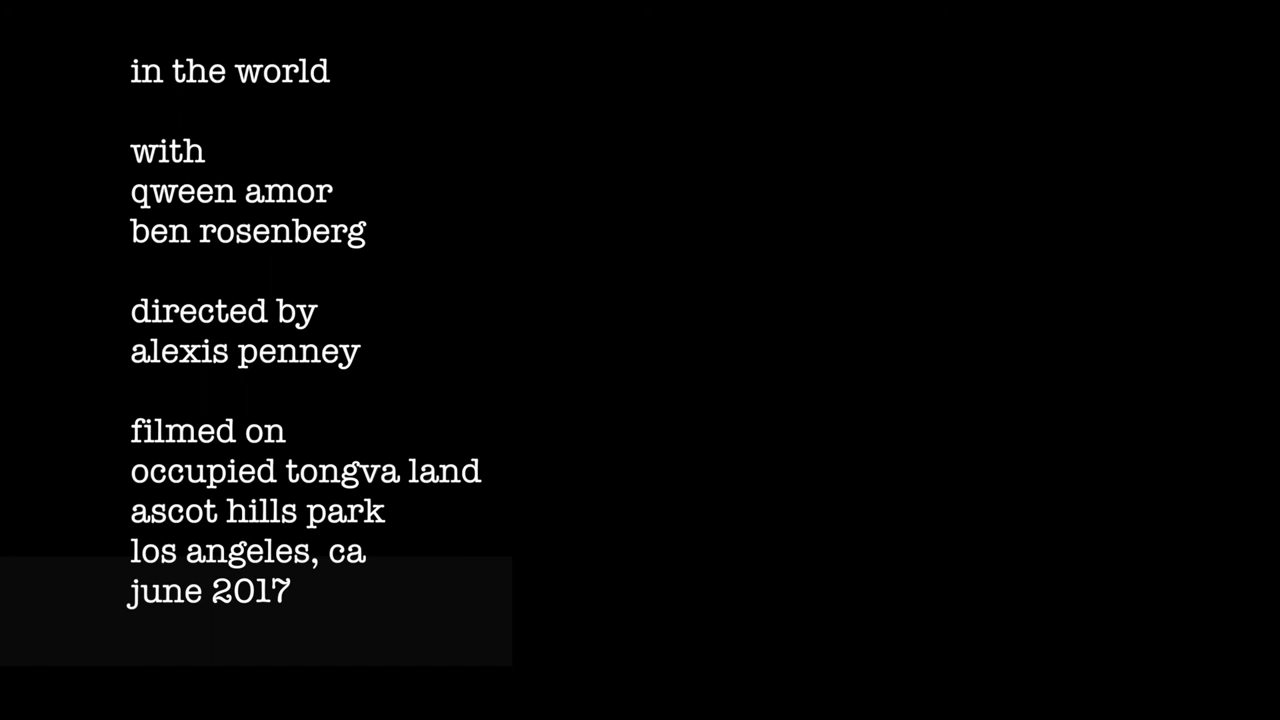 in the world
with
qween amor
ben rosenberg
directed by
alexis penney
filmed on
occupied tongva land
ascot hills park
los angeles, ca
june 2017